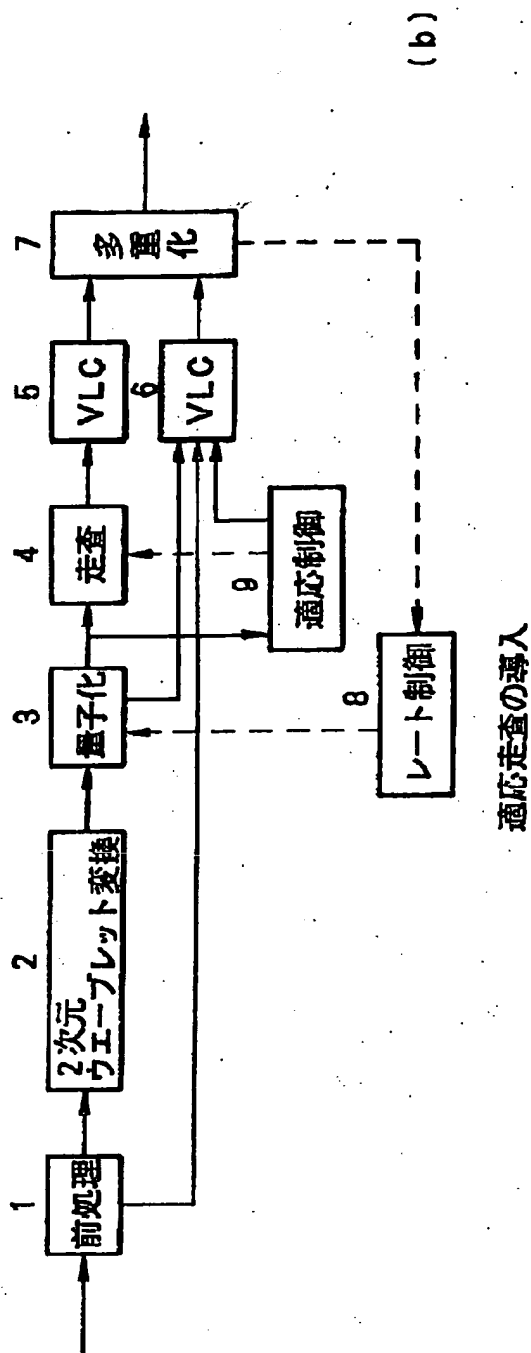 1
前処理
2
2次元
ウエーブレット変換
3
量子化
4
走査
5
VLC
6
VLC
7
多重化
8
レート制御
9
適応制御
適応走査の導入
(b)